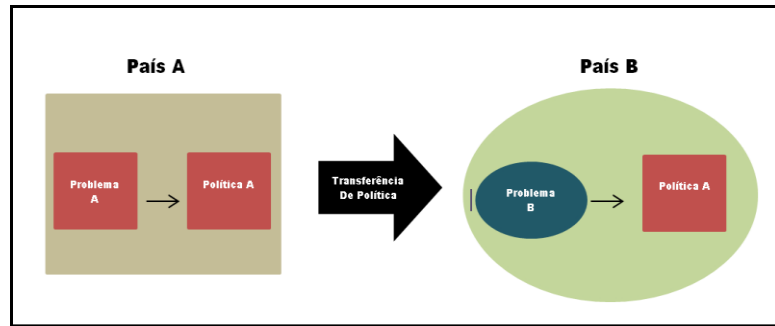 País A
País B
Problema
A
Política A
Transferência
De Política
Problema
B
Política A